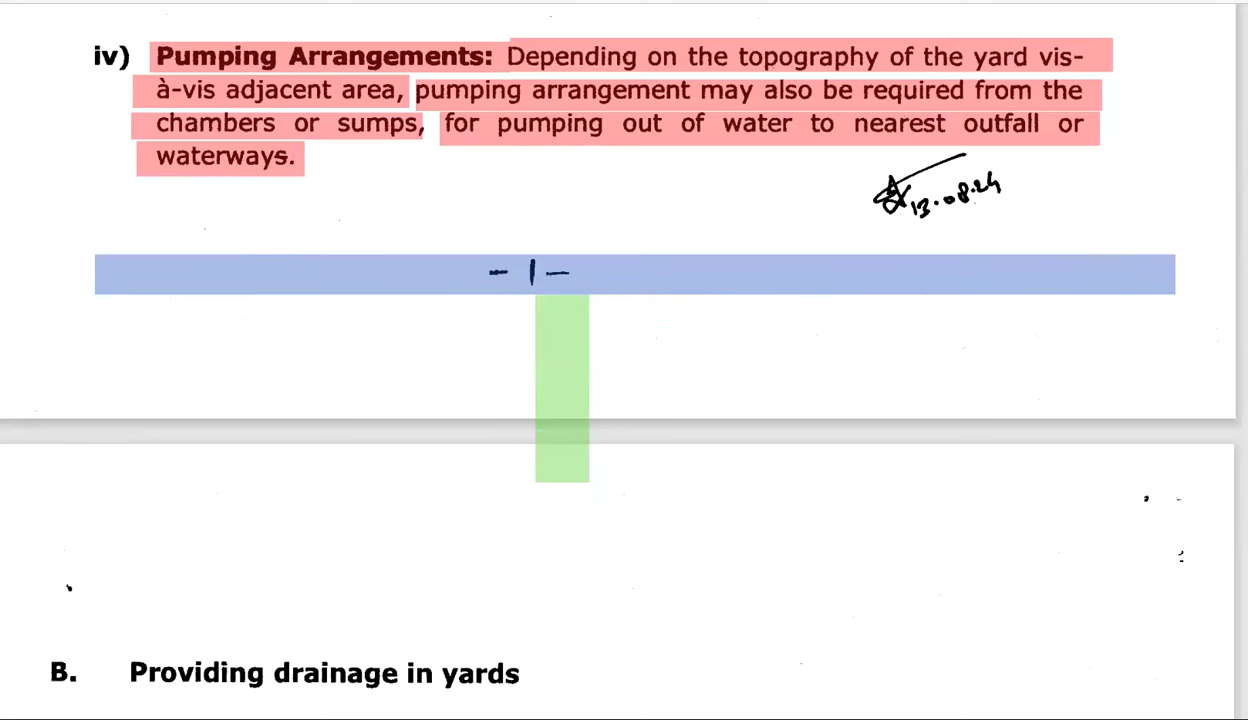 iv) Pumping Arrangements: Depending on the topography of the yard vis-
à-vis adjacent area, pumping arrangement may also be required from the
chambers or sumps, for pumping out of water to nearest outfall or
waterways.
13.08.24
- 1 -
B. Providing drainage in yards